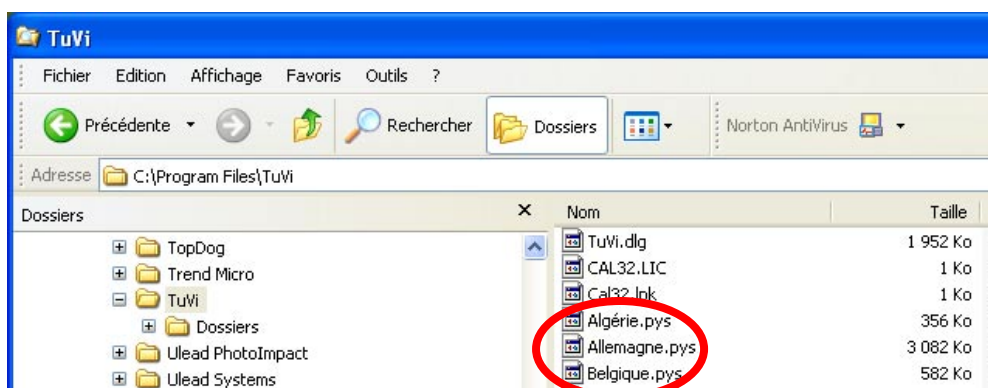 TuVi
Fichier Edition Affichage Favoris Outils ?
Précédente Rechercher Dossiers Norton AntiVirus
Adresse C:\Program Files\TuVi
Dossiers
TopDog
Trend Micro
TuVi
Dossiers
Ulead PhotoImpact
Ulead Systems
Nom Taille
TuVi.dlg 1 952 Ko
CAL32.LIC 1 Ko
Cal32.lpk 1 Ko
Algérie.pys 356 Ko
Allemagne.pys 3 082 Ko
Belgique.pys 582 Ko